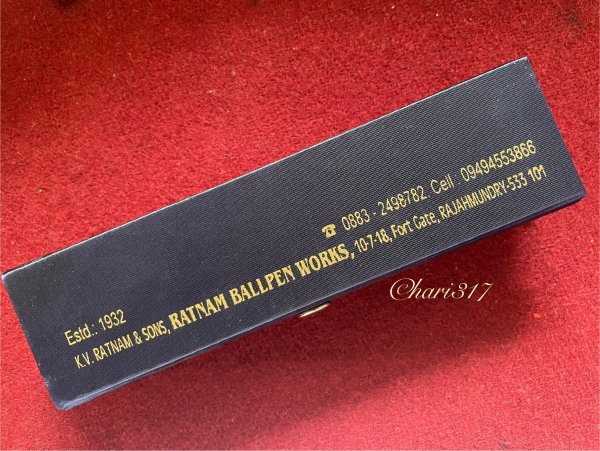 Estd.: 1932
☎ 0883 - 2498782. Cell : 09494553866
K.V. RATNAM & SONS, RATNAM BALLPEN WORKS, 10-7-18, Fort Gate, RAJAHMUNDRY-533 101
Chari317